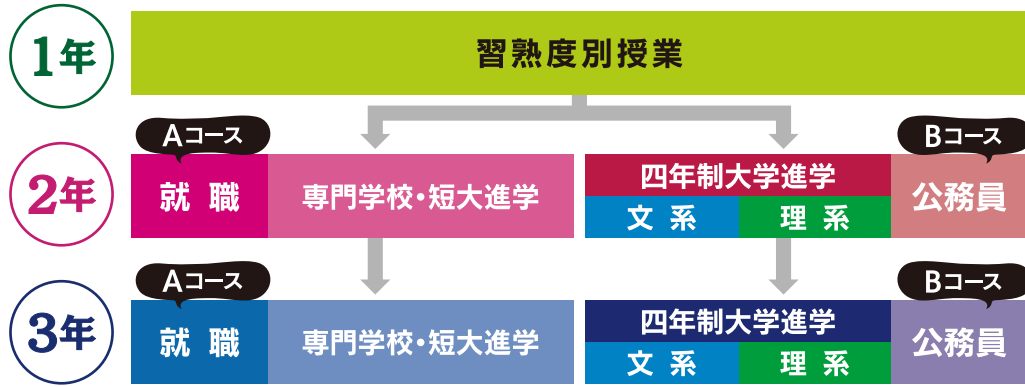 1年
習熟度別授業
2年
Aコース
就職
専門学校・短大進学
四年制大学進学
文系
理系
Bコース
公務員
3年
Aコース
就職
専門学校・短大進学
四年制大学進学
文系
理系
Bコース
公務員